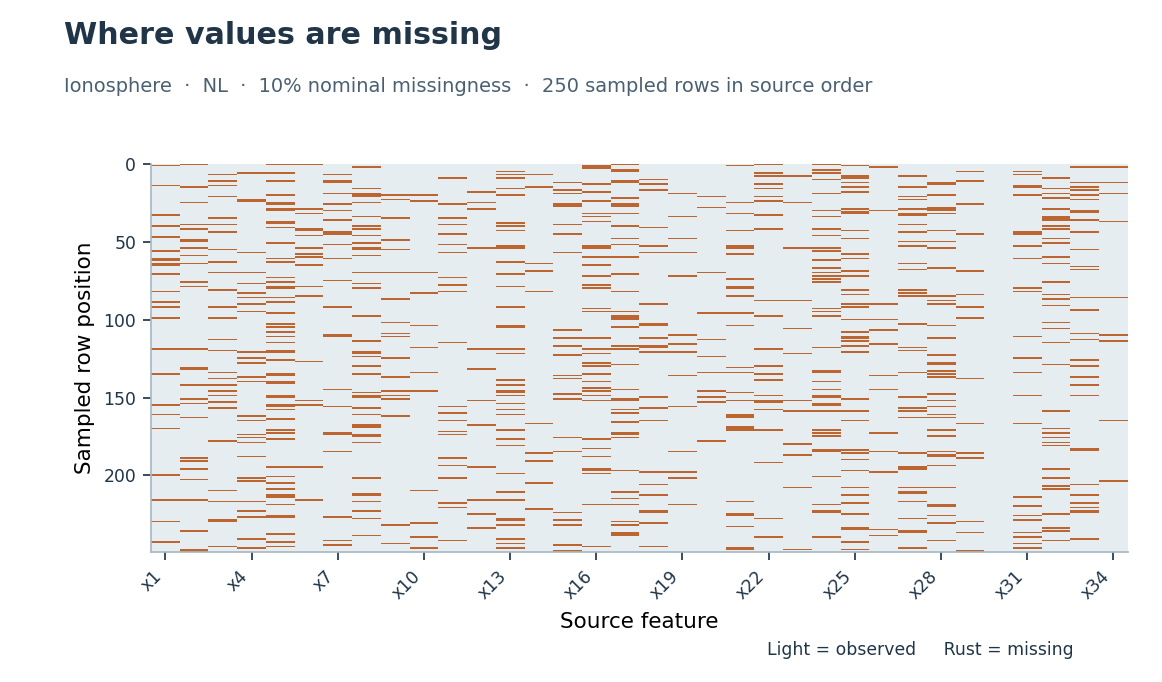 Where values are missing
Ionosphere · NL · 10% nominal missingness · 250 sampled rows in source order
Sampled row position
0
50
100
150
200
x1 x4 x7 x10 x13 x16 x19 x22 x25 x28 x31 x34
Source feature
Light = observed Rust = missing